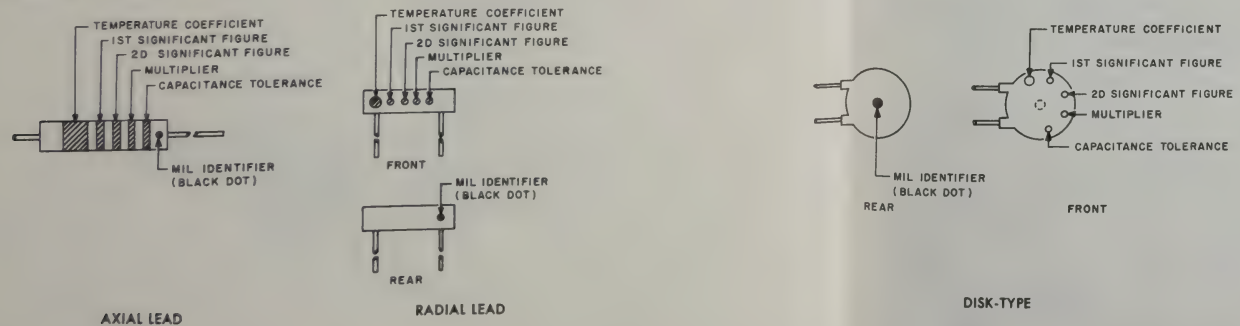 TEMPERATURE COEFFICIENT
1ST SIGNIFICANT FIGURE
2D SIGNIFICANT FIGURE
MULTIPLIER
CAPACITANCE TOLERANCE
MIL IDENTIFIER
(BLACK DOT)
AXIAL LEAD
TEMPERATURE COEFFICIENT
1ST SIGNIFICANT FIGURE
2D SIGNIFICANT FIGURE
MULTIPLIER
CAPACITANCE TOLERANCE
FRONT
MIL IDENTIFIER
(BLACK DOT)
REAR
RADIAL LEAD
MIL IDENTIFIER
(BLACK DOT)
REAR
TEMPERATURE COEFFICIENT
1ST SIGNIFICANT FIGURE
2D SIGNIFICANT FIGURE
MULTIPLIER
CAPACITANCE TOLERANCE
FRONT
DISK-TYPE